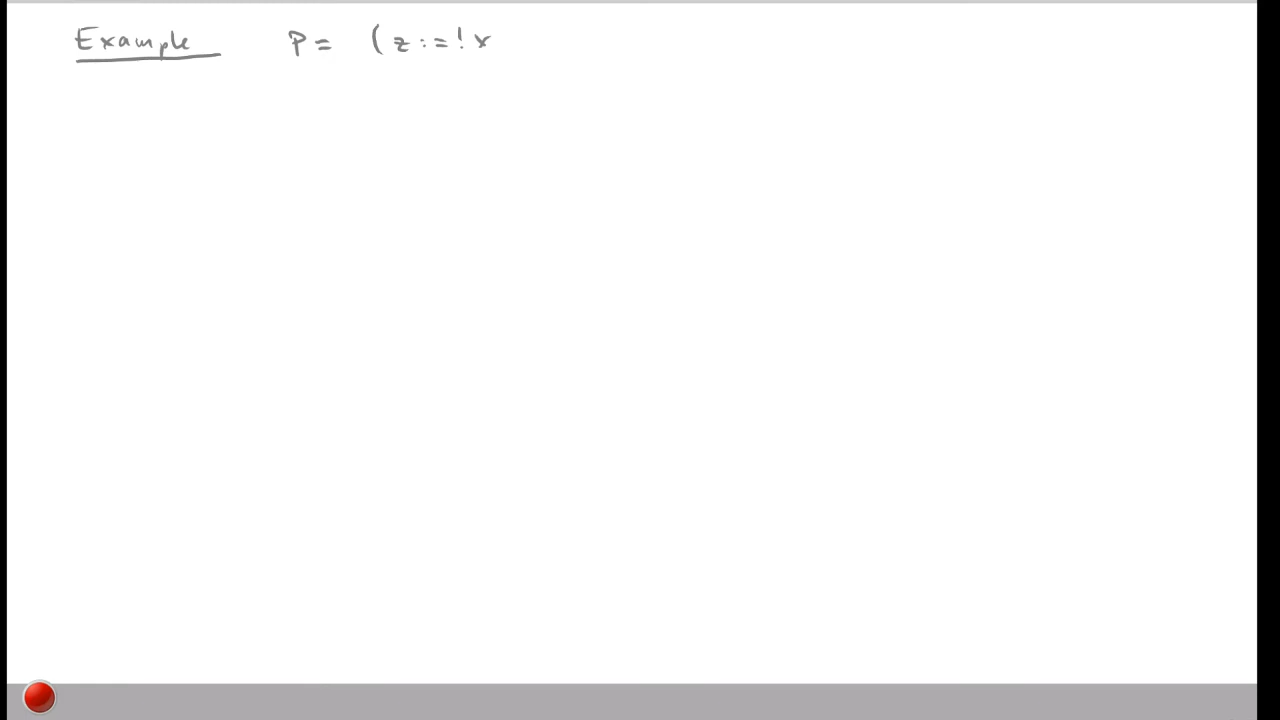 Example P = (z := !x